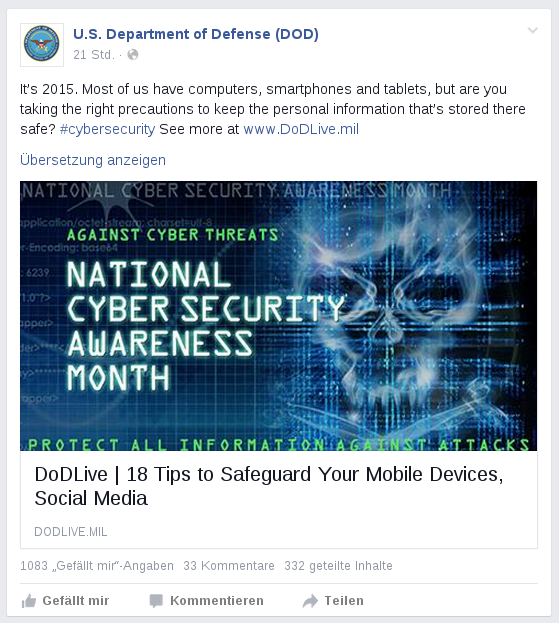 U.S. Department of Defense (DOD)
21 Std. ·
It's 2015. Most of us have computers, smartphones and tablets, but are you
taking the right precautions to keep the personal information that's stored there
safe? #cybersecurity See more at www.DoDLive.mil
Übersetzung anzeigen
NATIONAL CYBER SECURITY AWARENESS MONTH
application/octet-stream; charset=utf-8
-Encoding: base64
AGAINST CYBER THREATS
6239
NATIONAL
CYBER SECURITY
AWARENESS
MONTH
PROTECT ALL INFORMATION AGAINST ATTACKS
DoDLive | 18 Tips to Safeguard Your Mobile Devices,
Social Media
DODLIVE.MIL
1083 „Gefällt mir“-Angaben 33 Kommentare 332 geteilte Inhalte
Gefällt mir Kommentieren Teilen